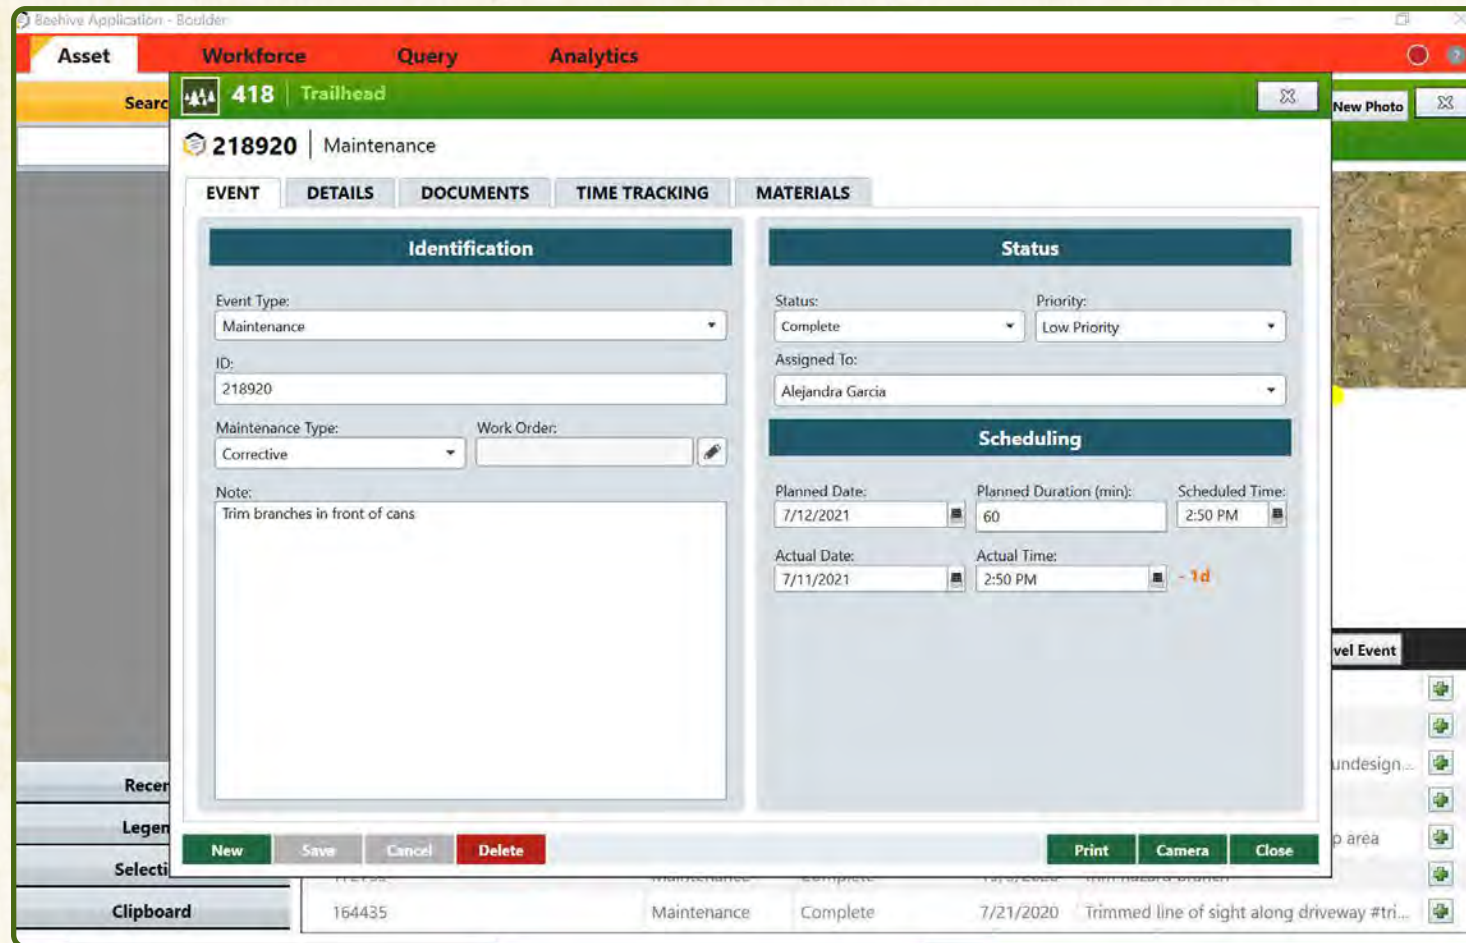 Beehive Application - Boulder
Asset Workforce Query Analytics
Searc
418 | Trailhead
New Photo
218920 | Maintenance
EVENT DETAILS DOCUMENTS TIME TRACKING MATERIALS
Identification
Event Type:
Maintenance
ID:
218920
Maintenance Type: Work Order:
Corrective
Note:
Trim branches in front of cans
Status
Status: Priority:
Complete Low Priority
Assigned To:
Alejandra Garcia
Scheduling
Planned Date: Planned Duration (min): Scheduled Time:
7/12/2021 60 2:50 PM
Actual Date: Actual Time:
7/11/2021 2:50 PM - 1d
vel Event
undesign...
p area
Recen
Legen
Selecti
Clipboard
New Save Cancel Delete Print Camera Close
164435 Maintenance Complete 7/21/2020 Trimmed line of sight along driveway #tri...